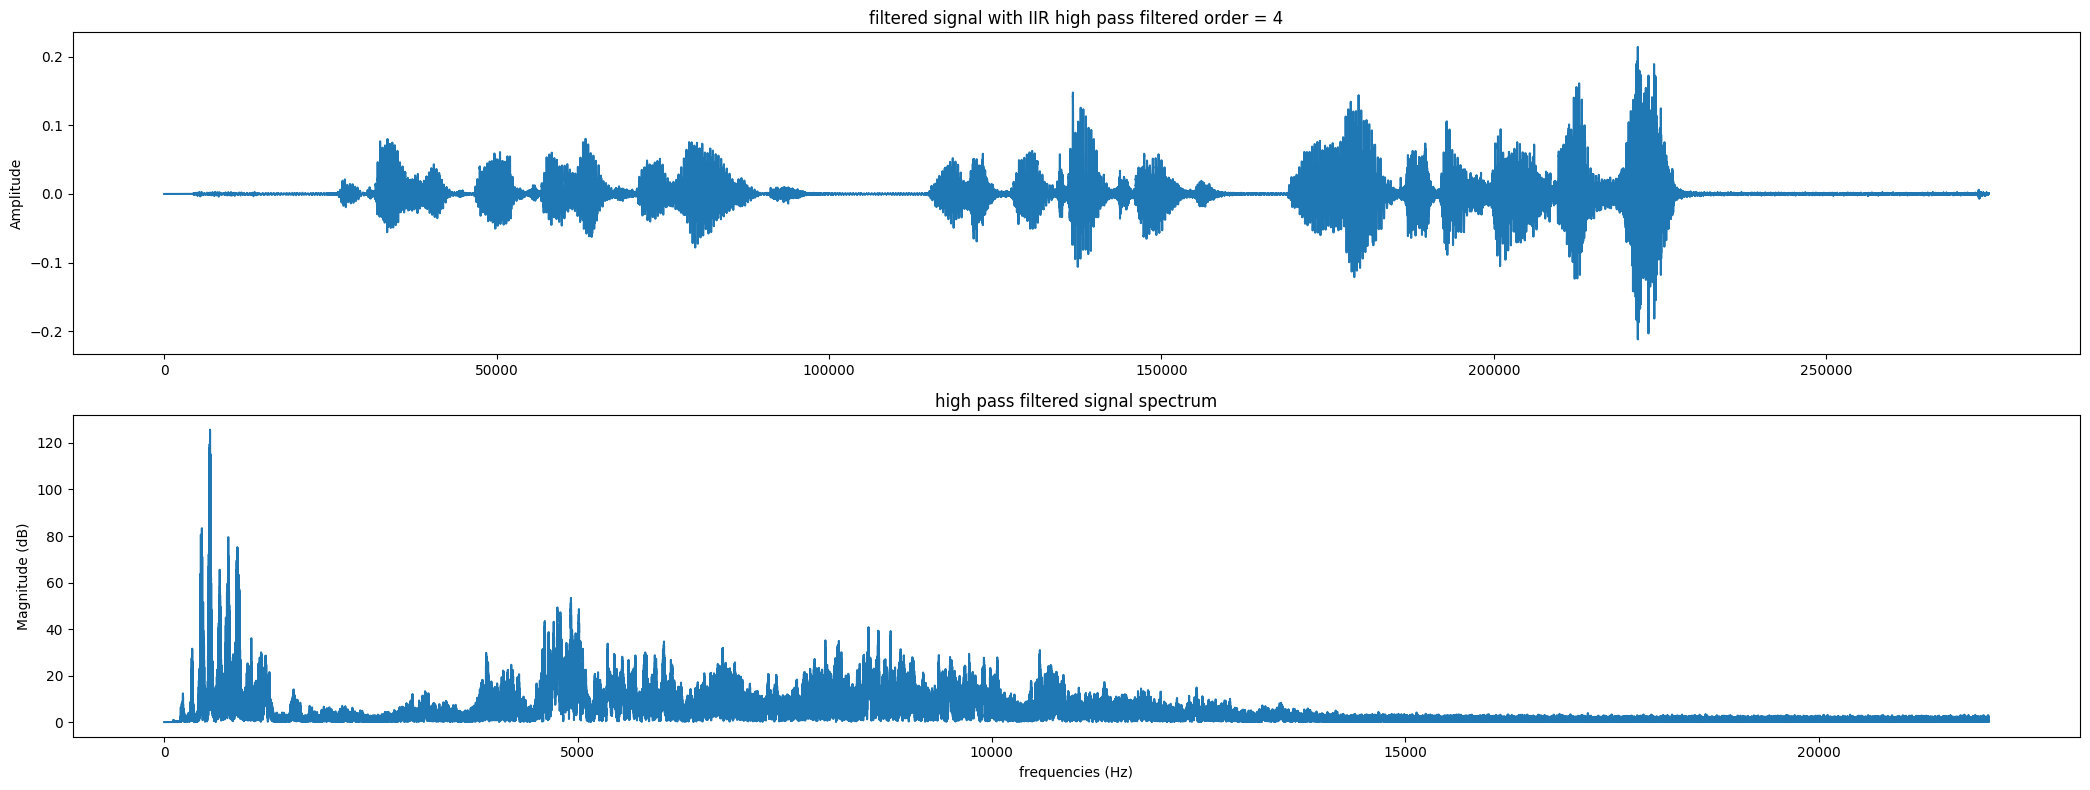 filtered signal with IIR high pass filtered order = 4
Amplitude
0.2
0.1
0.0
−0.1
−0.2
0 50000 100000 150000 200000 250000
high pass filtered signal spectrum
Magnitude (dB)
120
100
80
60
40
20
0
0 5000 10000 15000 20000
frequencies (Hz)